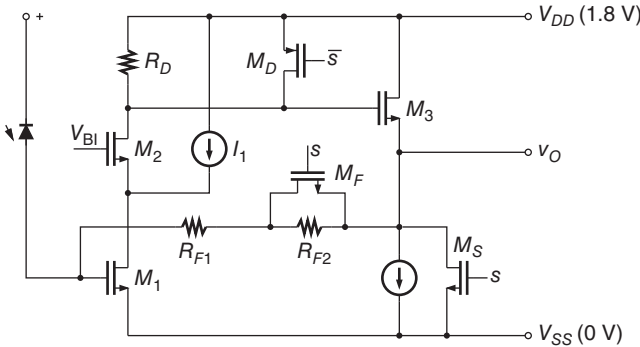 +
V_DD (1.8 V)
R_D
M_D
s̅
M_3
V_BI
M_2
I_1
s
M_F
v_O
R_F1
R_F2
M_S
M_1
s
V_SS (0 V)